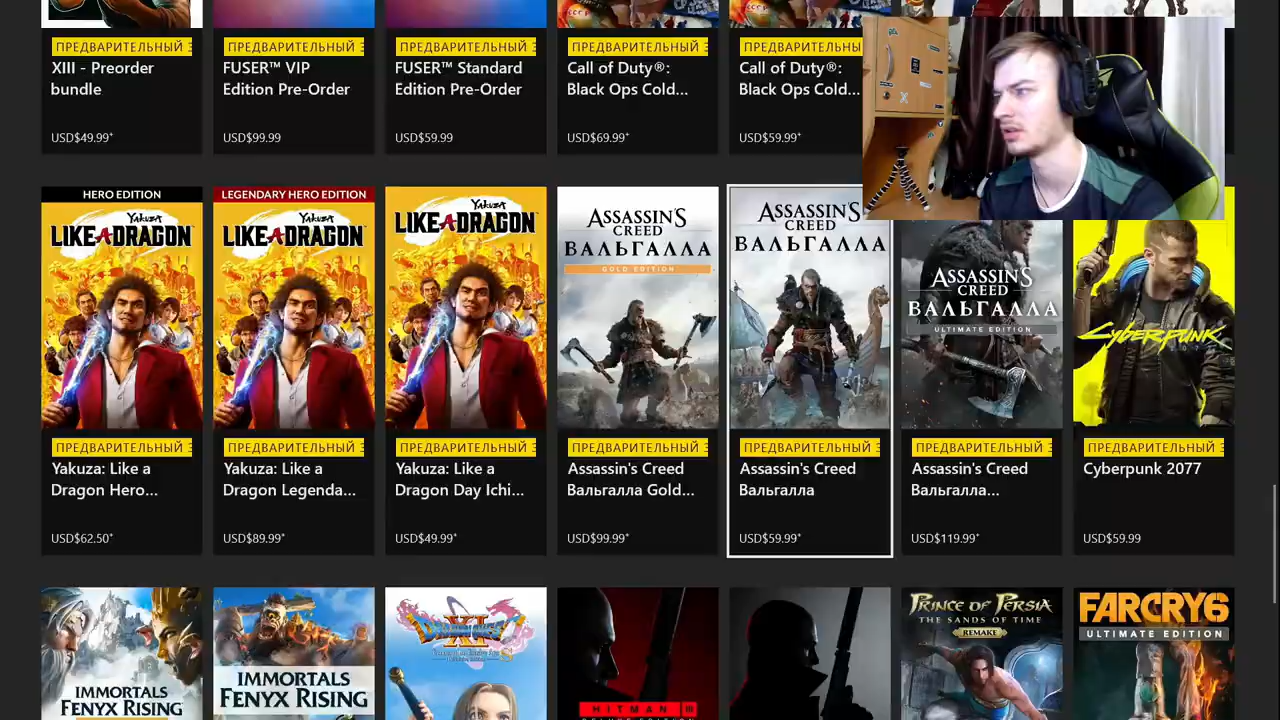 ПРЕДВАРИТЕЛЬНЫЙ З
XIII - Preorder
bundle
USD$49.99+
ПРЕДВАРИТЕЛЬНЫЙ З
FUSER™ VIP
Edition Pre-Order
USD$99.99
ПРЕДВАРИТЕЛЬНЫЙ З
FUSER™ Standard
Edition Pre-Order
USD$59.99
ПРЕДВАРИТЕЛЬНЫЙ З
Call of Duty®:
Black Ops Cold...
USD$69.99+
ПРЕДВАРИТЕЛЬНЫЙ
Call of Duty®:
Black Ops Cold...
USD$59.99+
HERO EDITION
Yakuza
LIKE A DRAGON
ПРЕДВАРИТЕЛЬНЫЙ З
Yakuza: Like a
Dragon Hero...
USD$62.50+
LEGENDARY HERO EDITION
Yakuza
LIKE A DRAGON
ПРЕДВАРИТЕЛЬНЫЙ З
Yakuza: Like a
Dragon Legenda...
USD$89.99+
Yakuza
LIKE A DRAGON
ПРЕДВАРИТЕЛЬНЫЙ З
Yakuza: Like a
Dragon Day Ichi...
USD$49.99+
ASSASSIN'S
CREED
ВАЛЬГАЛЛА
GOLD EDITION
ПРЕДВАРИТЕЛЬНЫЙ З
Assassin's Creed
Вальгалла Gold...
USD$99.99+
ASSASSIN'S
CREED
ВАЛЬГАЛЛА
ПРЕДВАРИТЕЛЬНЫЙ З
Assassin's Creed
Вальгалла
USD$59.99+
ASSASSIN'S
CREED
ВАЛЬГАЛЛА
ULTIMATE EDITION
ПРЕДВАРИТЕЛЬНЫЙ З
Assassin's Creed
Вальгалла...
USD$119.99+
Cyberpunk
2077
ПРЕДВАРИТЕЛЬНЫЙ З
Cyberpunk 2077
USD$59.99
IMMORTALS
FENYX RISING
IMMORTALS
FENYX RISING
DRAGON QUEST
XI
S
HITMAN III
DELUXE EDITION
PRINCE OF PERSIA
THE SANDS OF TIME
REMAKE
FARCRY6
ULTIMATE EDITION